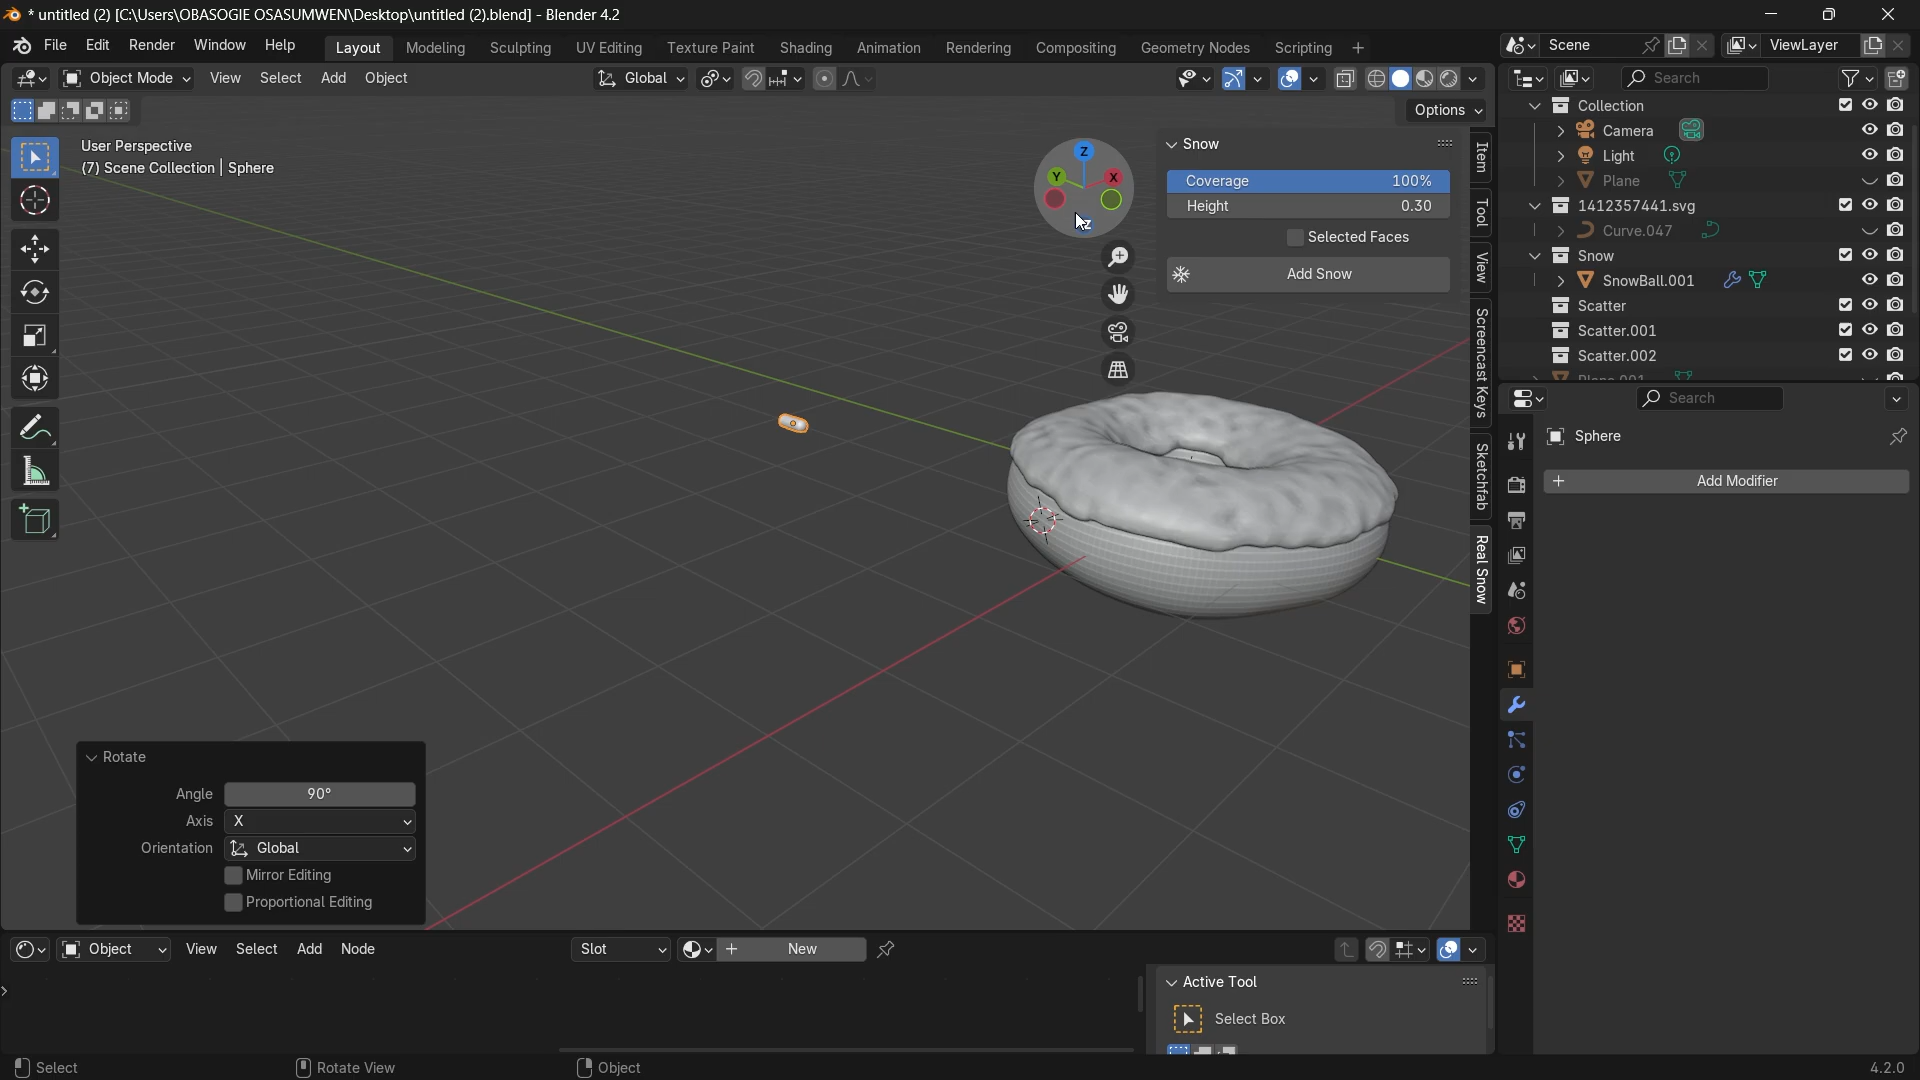 * untitled (2) [C:\Users\OBASOGIE OSASUMWEN\Desktop\untitled (2).blend] - Blender 4.2
File Edit Render Window Help Layout Modeling Sculpting UV Editing Texture Paint Shading Animation Rendering Compositing Geometry Nodes Scripting +
Scene
ViewLayer
Object Mode View Select Add Object
Global
Options
User Perspective
(7) Scene Collection | Sphere
Z
Y
X
Z
Snow
Coverage 100%
Height 0.30
Selected Faces
Add Snow
Item
Tool
View
Screencast Keys
Sketchfab
Real Snow
Search
Collection
Camera
Light
Plane
1412357441.svg
Curve.047
Snow
SnowBall.001
Scatter
Scatter.001
Scatter.002
Plane.001
Search
Sphere
+ Add Modifier
Rotate
Angle 90°
Axis X
Orientation Global
Mirror Editing
Proportional Editing
Object View Select Add Node
Slot
+ New
Active Tool
Select Box
Select
Rotate View
Object
4.2.0